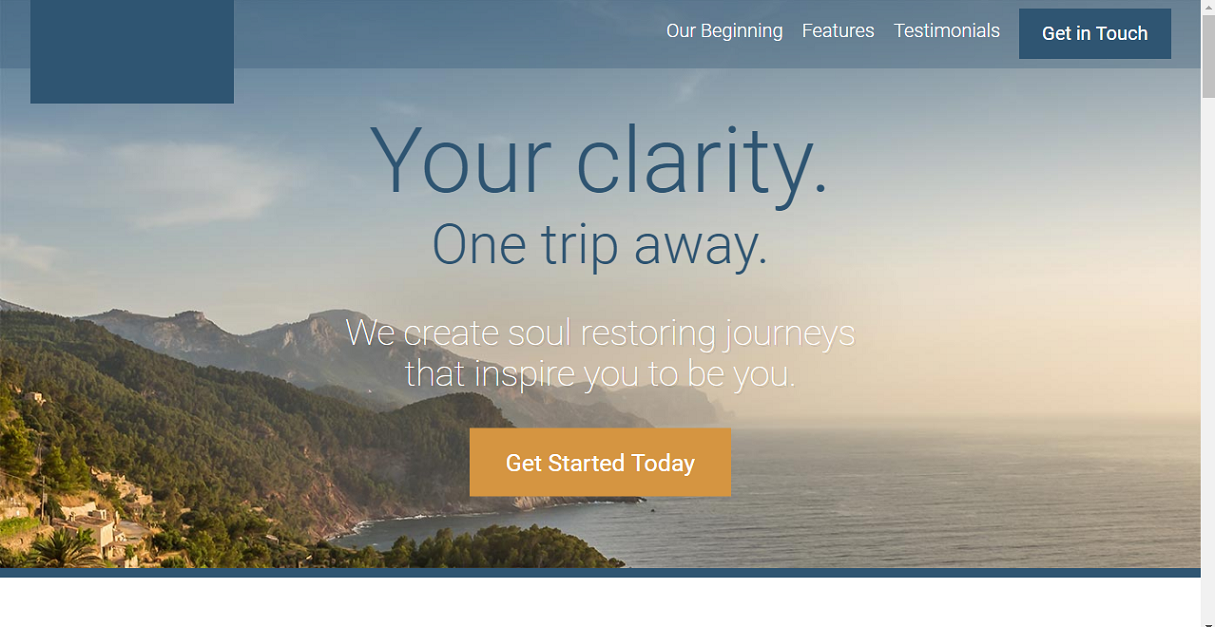 Our Beginning Features Testimonials Get in Touch
Your clarity.
One trip away.
We create soul restoring journeys
that inspire you to be you.
Get Started Today